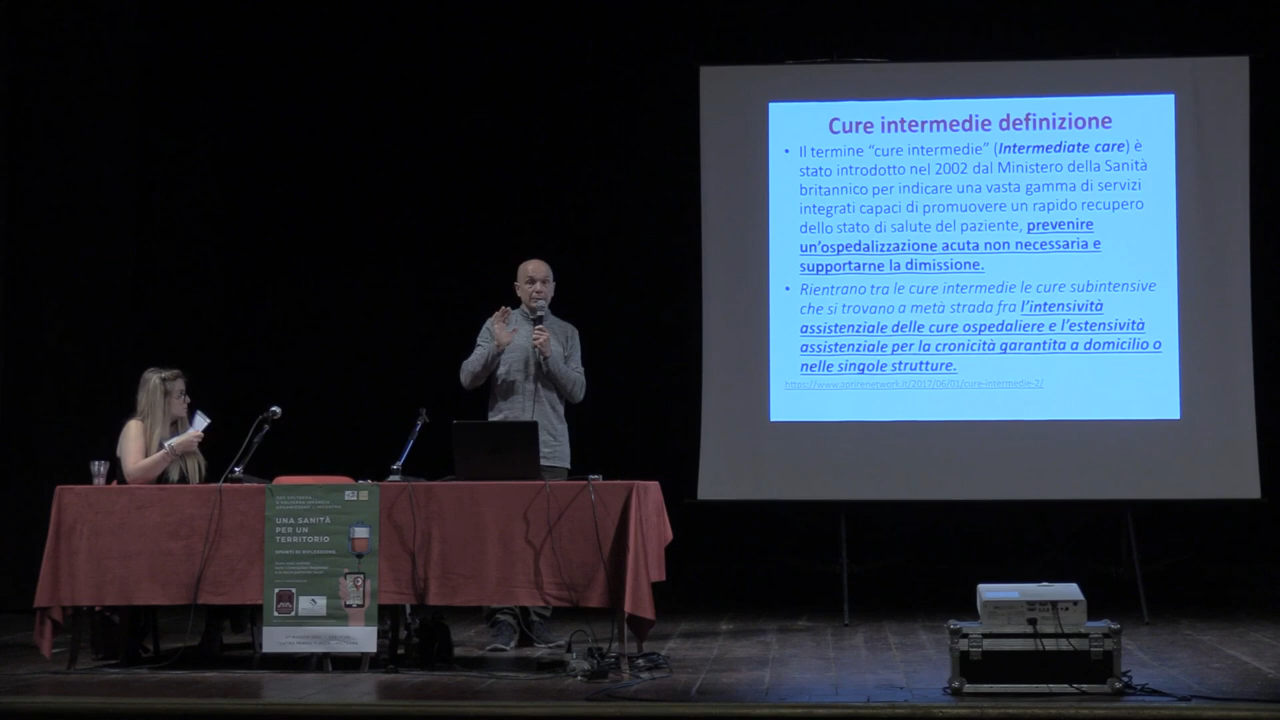 Cure intermedie definizione
• Il termine “cure intermedie” (Intermediate care) è
stato introdotto nel 2002 dal Ministero della Sanità
britannico per indicare una vasta gamma di servizi
integrati capaci di promuovere un rapido recupero
dello stato di salute del paziente, prevenire
un’ospedalizzazione acuta non necessaria e
supportarne la dimissione.
• Rientrano tra le cure intermedie le cure subintensive
che si trovano a metà strada fra l’intensività
assistenziale delle cure ospedaliere e l’estensività
assistenziale per la cronicità garantita a domicilio o
nelle singole strutture.
https://www.aprirenetwork.it/2017/06/01/cure-intermedie-2/
UNA SANITÀ
PER UN
TERRITORIO
SPUNTI DI RIFLESSIONE